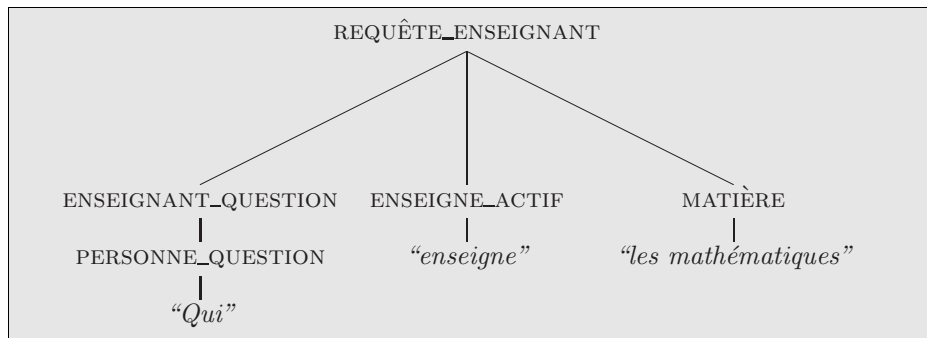 REQUÊTE_ENSEIGNANT
ENSEIGNANT_QUESTION ENSEIGNE_ACTIF MATIÈRE
PERSONNE_QUESTION “enseigne” “les mathématiques”
“Qui”